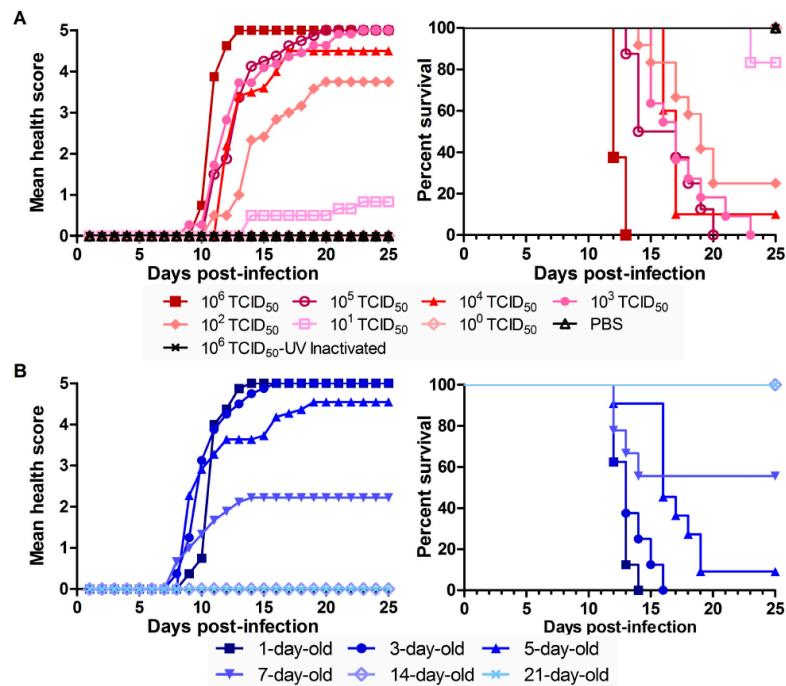 A
Mean health score
5
4
3
2
1
0
0 5 10 15 20 25
Days post-infection
Percent survival
100
80
60
40
20
0
0 5 10 15 20 25
Days post-infection
10⁶ TCID₅₀ 10⁵ TCID₅₀ 10⁴ TCID₅₀ 10³ TCID₅₀
10² TCID₅₀ 10¹ TCID₅₀ 10⁰ TCID₅₀ PBS
10⁶ TCID₅₀-UV Inactivated
B
Mean health score
5
4
3
2
1
0
0 5 10 15 20 25
Days post-infection
Percent survival
100
80
60
40
20
0
0 5 10 15 20 25
Days post-infection
1-day-old 3-day-old 5-day-old
7-day-old 14-day-old 21-day-old